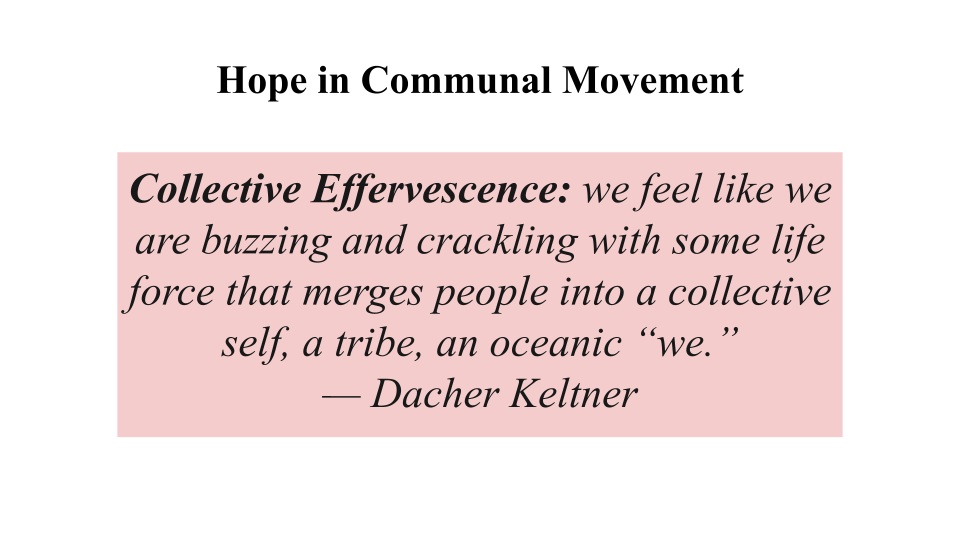 Hope in Communal Movement
Collective Effervescence: we feel like we
are buzzing and crackling with some life
force that merges people into a collective
self, a tribe, an oceanic “we.”
— Dacher Keltner